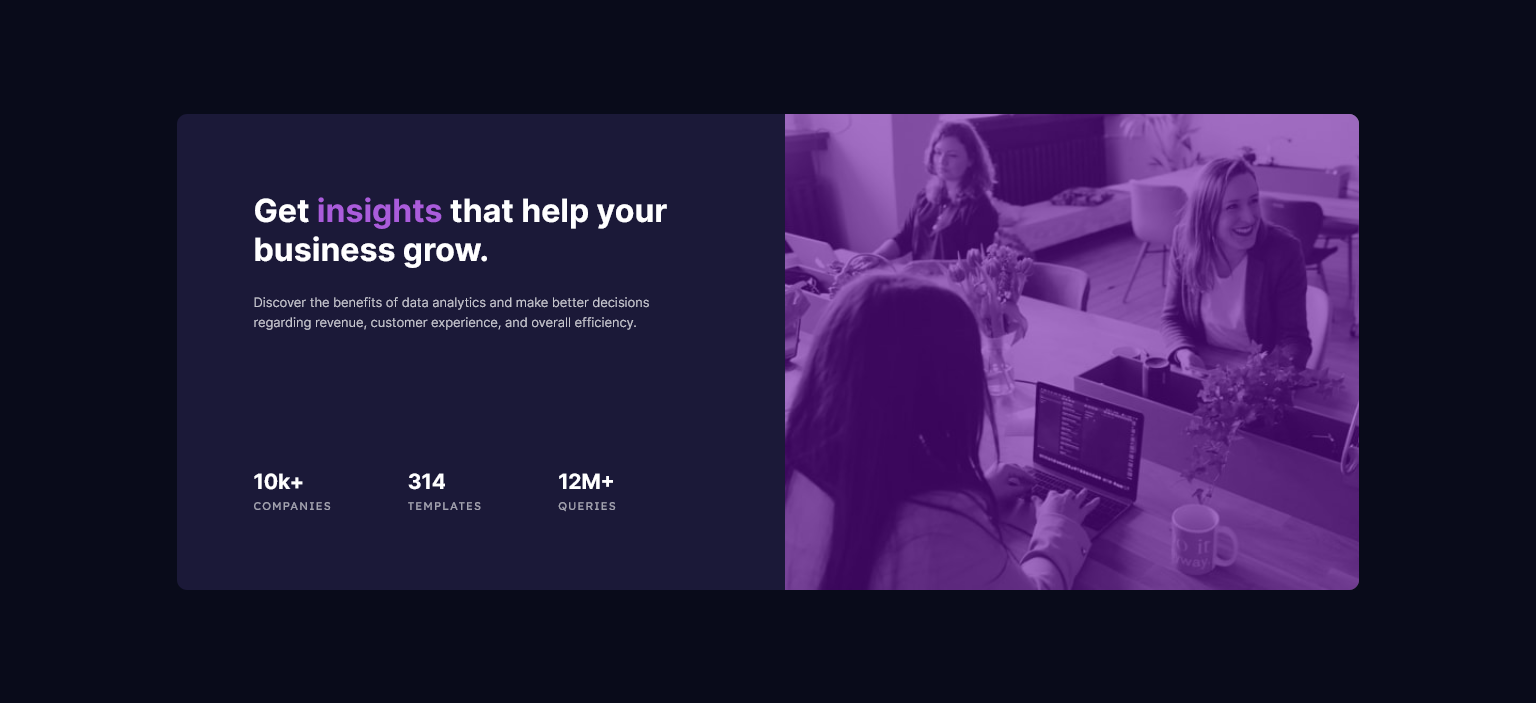 Get insights that help your
business grow.
Discover the benefits of data analytics and make better decisions
regarding revenue, customer experience, and overall efficiency.
10k+ 314 12M+
COMPANIES TEMPLATES QUERIES